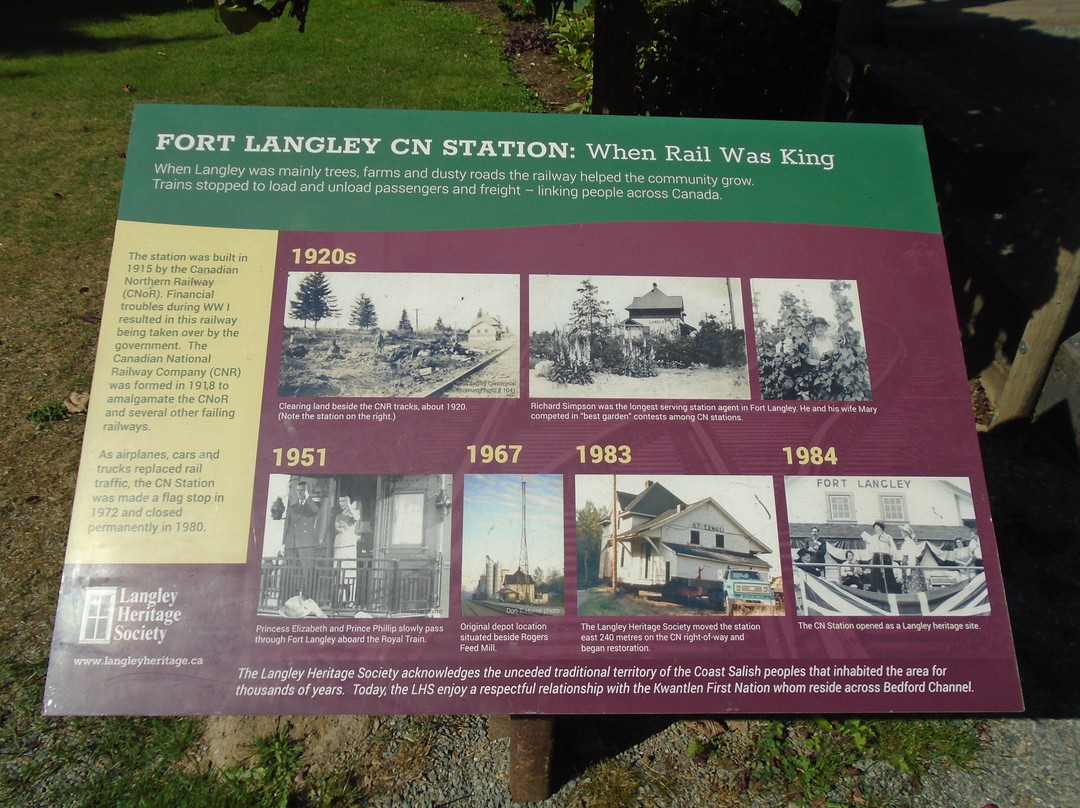 FORT LANGLEY CN STATION: When Rail Was King
When Langley was mainly trees, farms and dusty roads the railway helped the community grow.
Trains stopped to load and unload passengers and freight – linking people across Canada.
The station was built in
1915 by the Canadian
Northern Railway
(CNoR). Financial
troubles during WW I
resulted in this railway
being taken over by the
government. The
Canadian National
Railway Company (CNR)
was formed in 1918 to
amalgamate the CNoR
and several other failing
railways.
As airplanes, cars and
trucks replaced rail
traffic, the CN Station
was made a flag stop in
1972 and closed
permanently in 1980.
Langley
Heritage
Society
www.langleyheritage.ca
1920s
Clearing land beside the CNR tracks, about 1920.
(Note the station on the right.)
Richard Simpson was the longest serving station agent in Fort Langley. He and his wife Mary
competed in "best garden" contests among CN stations.
1951
Princess Elizabeth and Prince Phillip slowly pass
through Fort Langley aboard the Royal Train.
1967
Don T. Horne photo
Original depot location
situated beside Rogers
Feed Mill.
1983
The Langley Heritage Society moved the station
east 240 metres on the CN right-of-way and
began restoration.
1984
FORT LANGLEY
The CN Station opened as a Langley heritage site.
The Langley Heritage Society acknowledges the unceded traditional territory of the Coast Salish peoples that inhabited the area for
thousands of years. Today, the LHS enjoy a respectful relationship with the Kwantlen First Nation whom reside across Bedford Channel.